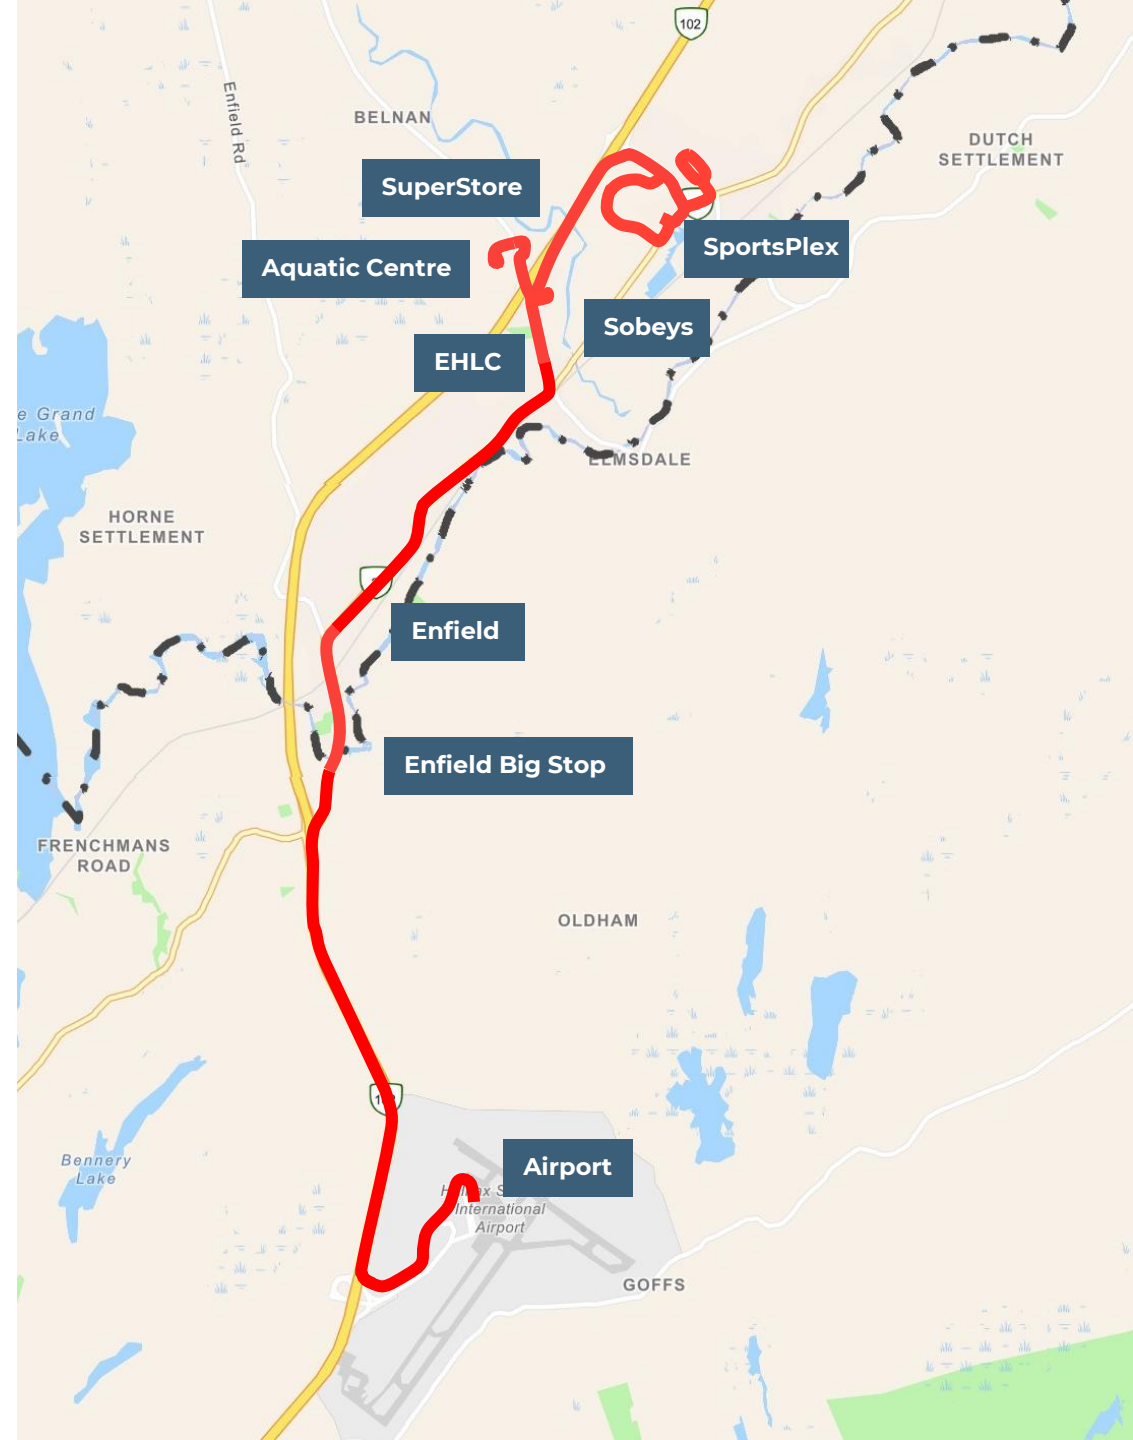 102
Enfield Rd
BELNAN
DUTCH
SETTLEMENT
SuperStore
SportsPlex
Aquatic Centre
Sobeys
EHLC
e Grand
Lake
ELMSDALE
HORNE
SETTLEMENT
Enfield
Enfield Big Stop
FRENCHMANS
ROAD
OLDHAM
Bennery
Lake
Airport
International
Airport
GOFFS